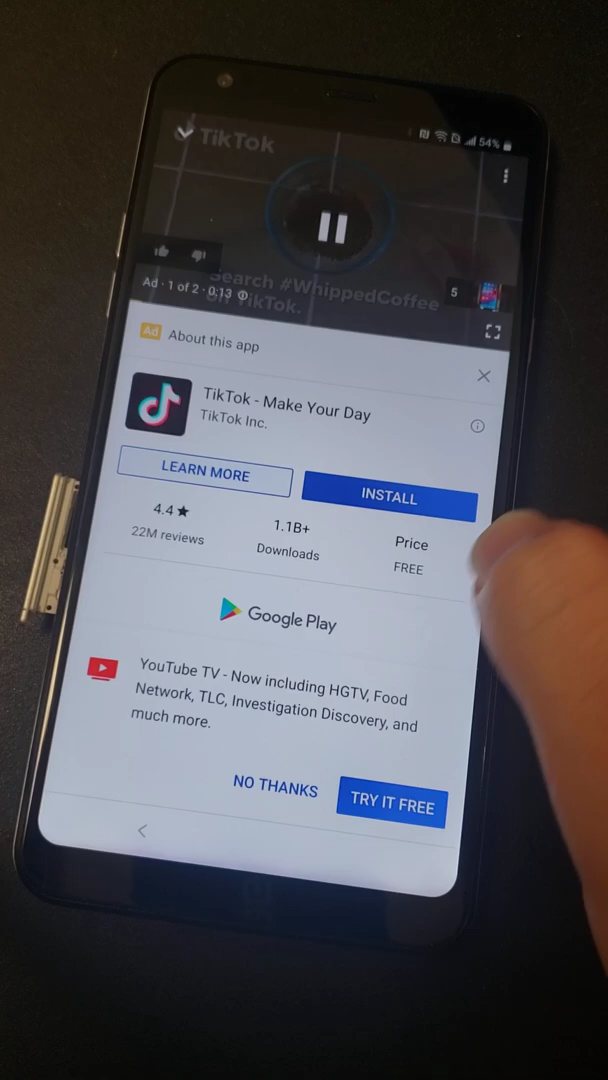 TikTok
54%
Search #WhippedCoffee
on TikTok.
Ad · 1 of 2 · 0:13
5
Ad About this app
TikTok - Make Your Day
TikTok Inc.
LEARN MORE
INSTALL
4.4★
22M reviews
1.1B+
Downloads
Price
FREE
Google Play
YouTube TV - Now including HGTV, Food
Network, TLC, Investigation Discovery, and
much more.
NO THANKS
TRY IT FREE